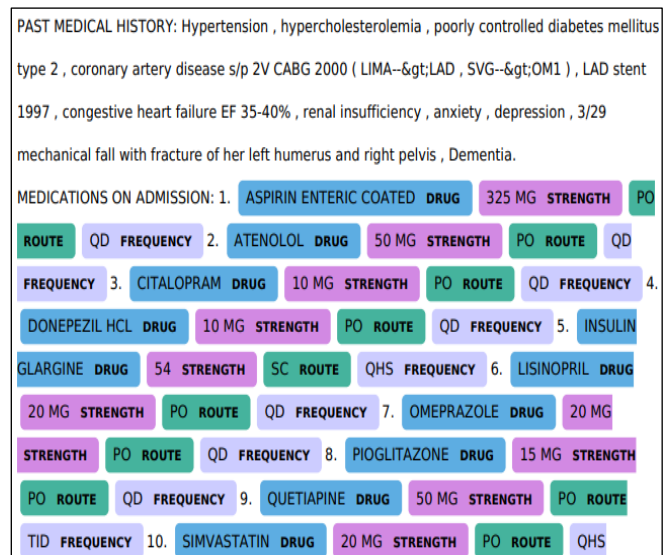 PAST MEDICAL HISTORY: Hypertension , hypercholesterolemia , poorly controlled diabetes mellitus
type 2 , coronary artery disease s/p 2V CABG 2000 ( LIMA--&gt;LAD , SVG--&gt;OM1 ) , LAD stent
1997 , congestive heart failure EF 35-40% , renal insufficiency , anxiety , depression , 3/29
mechanical fall with fracture of her left humerus and right pelvis , Dementia.
MEDICATIONS ON ADMISSION: 1. ASPIRIN ENTERIC COATED DRUG 325 MG STRENGTH PO
ROUTE QD FREQUENCY 2. ATENOLOL DRUG 50 MG STRENGTH PO ROUTE QD
FREQUENCY 3. CITALOPRAM DRUG 10 MG STRENGTH PO ROUTE QD FREQUENCY 4.
DONEPEZIL HCL DRUG 10 MG STRENGTH PO ROUTE QD FREQUENCY 5. INSULIN
GLARGINE DRUG 54 STRENGTH SC ROUTE QHS FREQUENCY 6. LISINOPRIL DRUG
20 MG STRENGTH PO ROUTE QD FREQUENCY 7. OMEPRAZOLE DRUG 20 MG
STRENGTH PO ROUTE QD FREQUENCY 8. PIOGLITAZONE DRUG 15 MG STRENGTH
PO ROUTE QD FREQUENCY 9. QUETIAPINE DRUG 50 MG STRENGTH PO ROUTE
TID FREQUENCY 10. SIMVASTATIN DRUG 20 MG STRENGTH PO ROUTE QHS